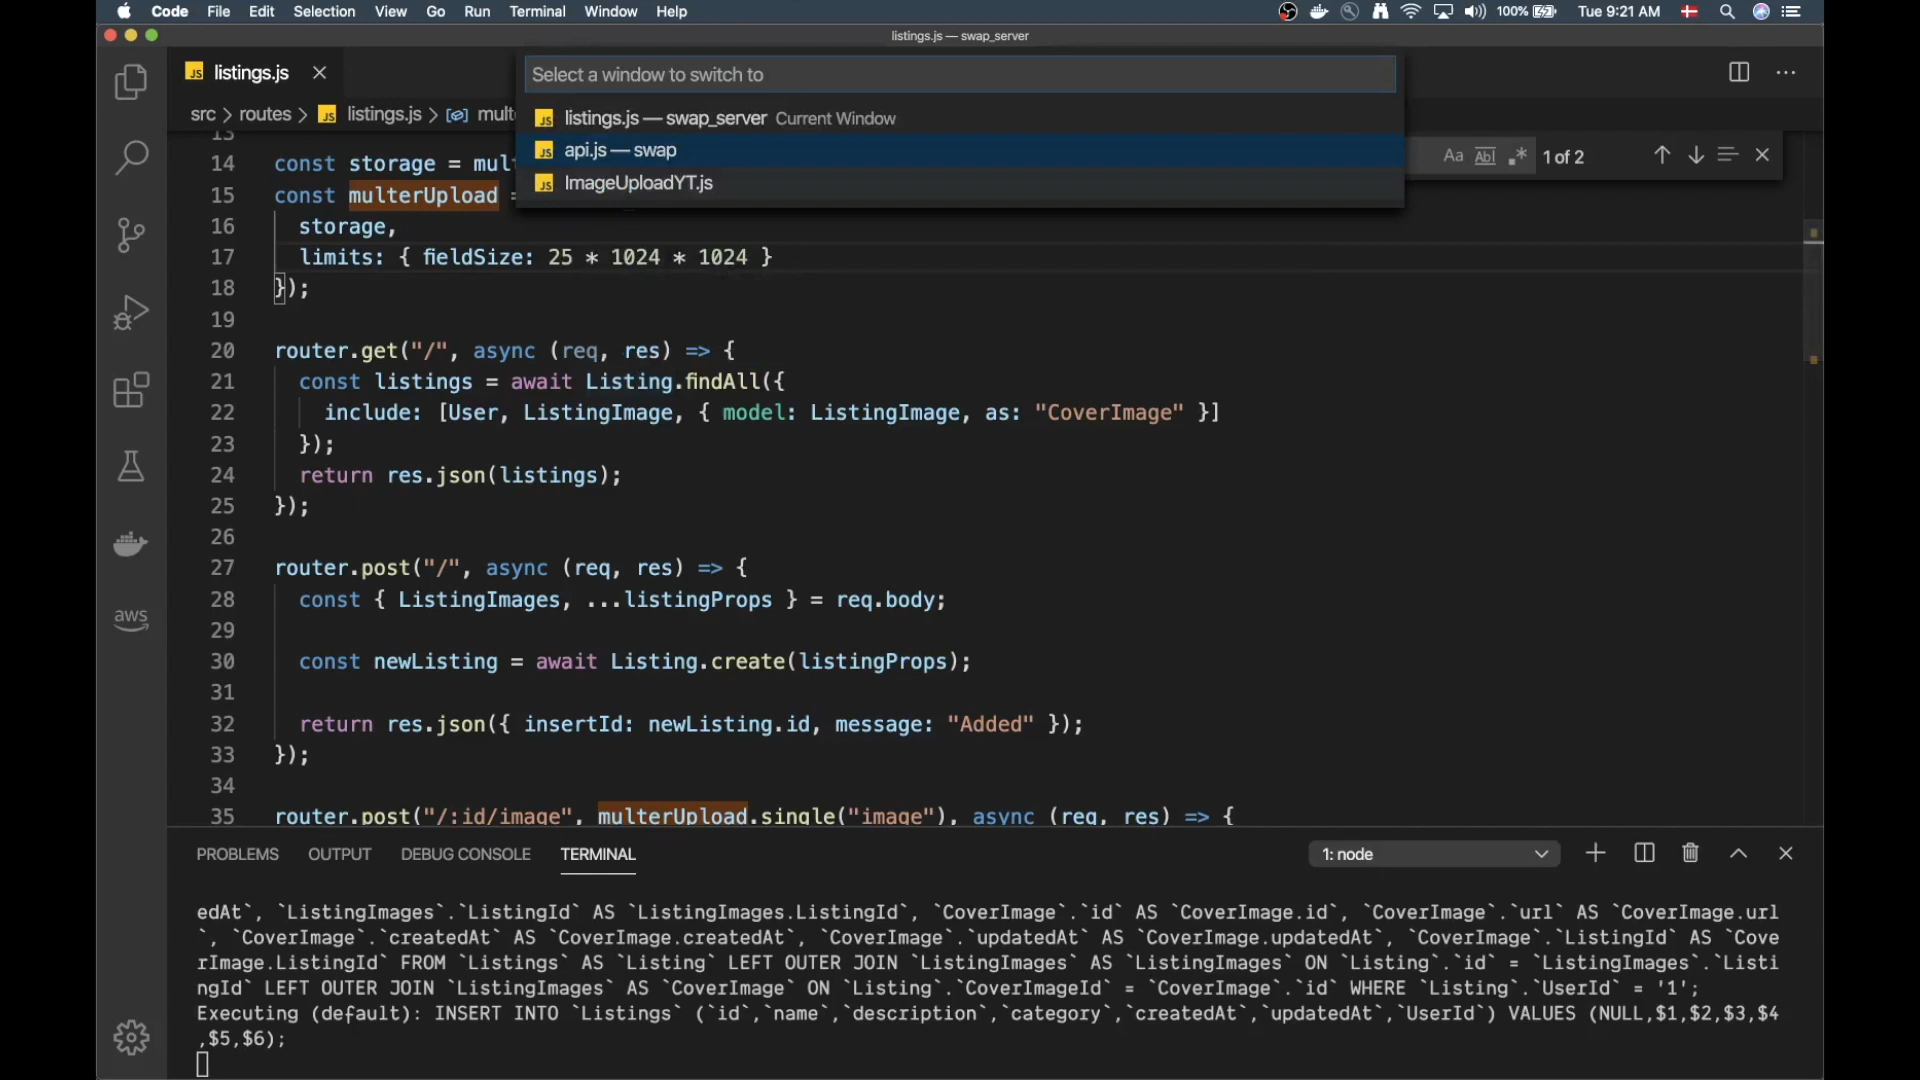 Code File Edit Selection View Go Run Terminal Window Help 100% Tue 9:21 AM
listings.js — swap_server
listings.js
Select a window to switch to
src > routes > JS listings.js >
listings.js — swap_server Current Window
api.js — swap
ImageUploadYT.js
Aa Abl .* 1 of 2
13
14 const storage =
15 const multerUpload =
16 storage,
17 limits: { fieldSize: 25 * 1024 * 1024 }
18 });
19
20 router.get("/", async (req, res) => {
21 const listings = await Listing.findAll({
22 include: [User, ListingImage, { model: ListingImage, as: "CoverImage" }]
23 });
24 return res.json(listings);
25 });
26
27 router.post("/", async (req, res) => {
28 const { ListingImages, ...listingProps } = req.body;
29
30 const newListing = await Listing.create(listingProps);
31
32 return res.json({ insertId: newListing.id, message: "Added" });
33 });
34
35 router.post("/:id/image", multerUpload.single("image"), async (req, res) => {
aws
PROBLEMS OUTPUT DEBUG CONSOLE TERMINAL 1: node
edAt`, `ListingImages`.`ListingId` AS `ListingImages.ListingId`, `CoverImage`.`id` AS `CoverImage.id`, `CoverImage`.`url` AS `CoverImage.url
`, `CoverImage`.`createdAt` AS `CoverImage.createdAt`, `CoverImage`.`updatedAt` AS `CoverImage.updatedAt`, `CoverImage`.`ListingId` AS `Cove
rImage.ListingId` FROM `Listings` AS `Listing` LEFT OUTER JOIN `ListingImages` AS `ListingImages` ON `Listing`.`id` = `ListingImages`.`Listi
ngId` LEFT OUTER JOIN `ListingImages` AS `CoverImage` ON `Listing`.`CoverImageId` = `CoverImage`.`id` WHERE `Listing`.`UserId` = '1';
Executing (default): INSERT INTO `Listings` (`id`,`name`,`description`,`category`,`createdAt`,`updatedAt`,`UserId`) VALUES (NULL,$1,$2,$3,$4
,$5,$6);